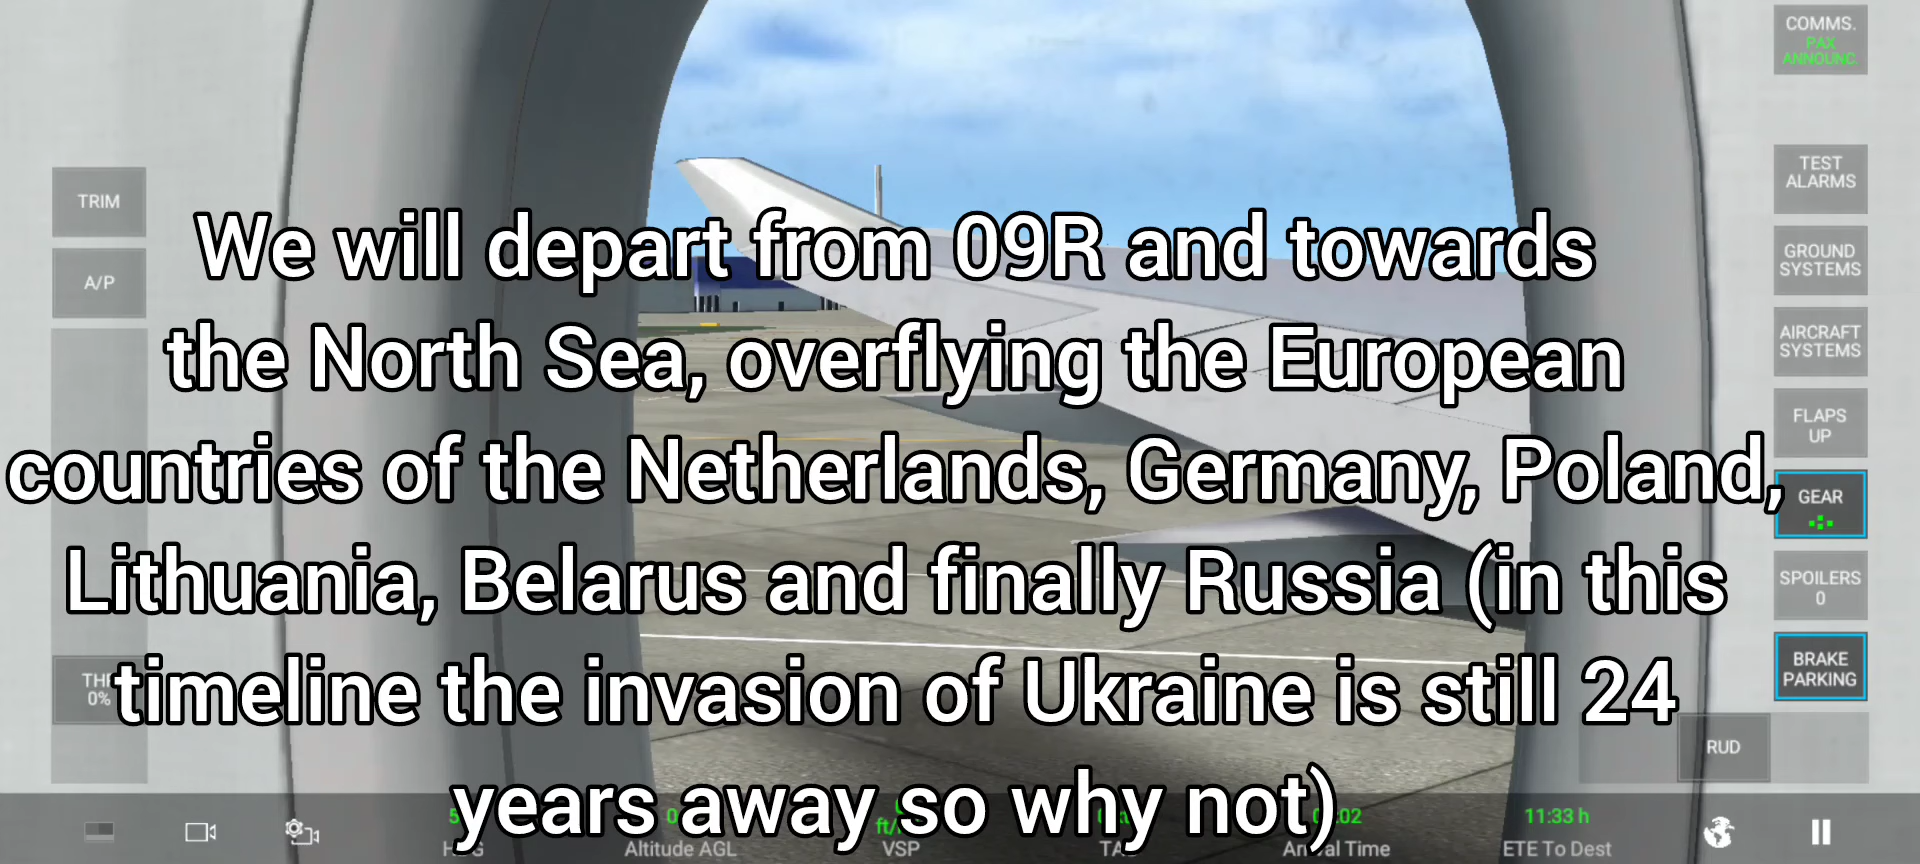 COMMS.
PAX
ANNOUNC.
TEST
ALARMS
TRIM
We will depart from 09R and towards
GROUND
SYSTEMS
A/P
the North Sea, overflying the European
AIRCRAFT
SYSTEMS
FLAPS
UP
countries of the Netherlands, Germany, Poland,
GEAR
Lithuania, Belarus and finally Russia (in this
SPOILERS
0
timeline the invasion of Ukraine is still 24
0%
BRAKE
PARKING
RUD
years away so why not)
11:33 h
Altitude AGL
VSP
Arrival Time
ETE To Dest